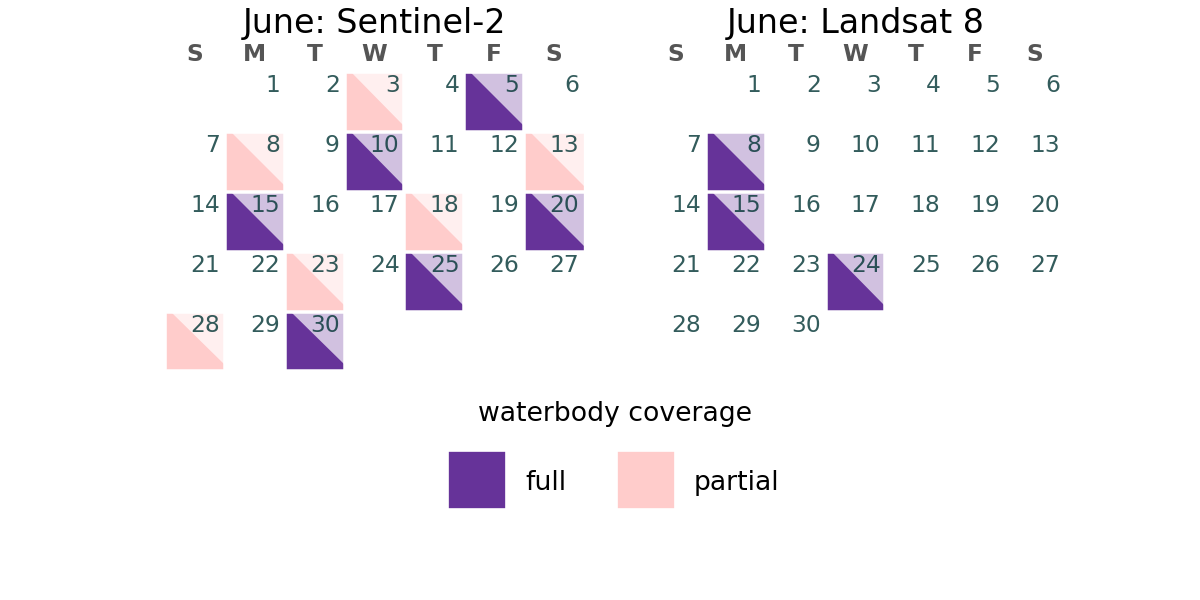 June: Sentinel-2
S M T W T F S
1 2 3 4 5 6
7 8 9 10 11 12 13
14 15 16 17 18 19 20
21 22 23 24 25 26 27
28 29 30
June: Landsat 8
S M T W T F S
1 2 3 4 5 6
7 8 9 10 11 12 13
14 15 16 17 18 19 20
21 22 23 24 25 26 27
28 29 30
waterbody coverage
full partial